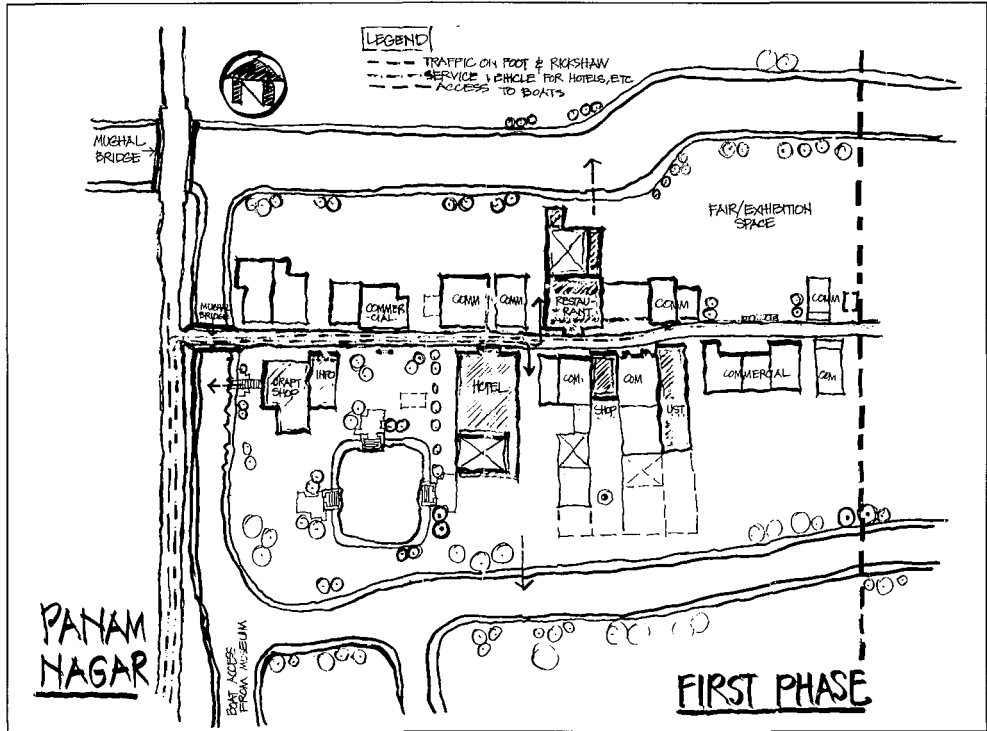 LEGEND
TRAFFIC ON FOOT & RICKSHAW
SERVICE VEHICLE FOR HOTELS, ETC
ACCESS TO BOATS
MUGHAL
BRIDGE
FAIR/EXHIBITION
SPACE
COMMER
CIAL
COMM
COMM
RESTAU-
RANT
COMM
COMM
MUGHAL
BRIDGE
CRAFT
SHOP
INFO
HOTEL
COM.
SHOP
COM
COMMERCIAL
COM
PANAM
NAGAR
BOAT ACCESS
FROM MUSEUM
FIRST PHASE